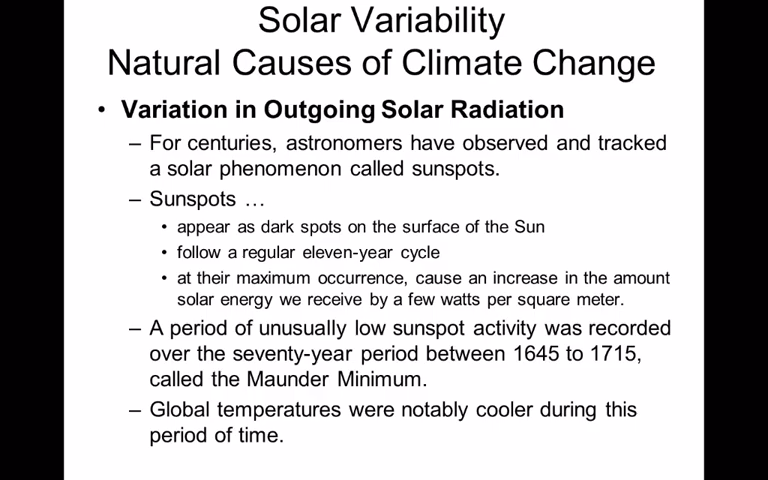 Solar Variability
Natural Causes of Climate Change
• Variation in Outgoing Solar Radiation
– For centuries, astronomers have observed and tracked
a solar phenomenon called sunspots.
– Sunspots …
• appear as dark spots on the surface of the Sun
• follow a regular eleven-year cycle
• at their maximum occurrence, cause an increase in the amount
solar energy we receive by a few watts per square meter.
– A period of unusually low sunspot activity was recorded
over the seventy-year period between 1645 to 1715,
called the Maunder Minimum.
– Global temperatures were notably cooler during this
period of time.